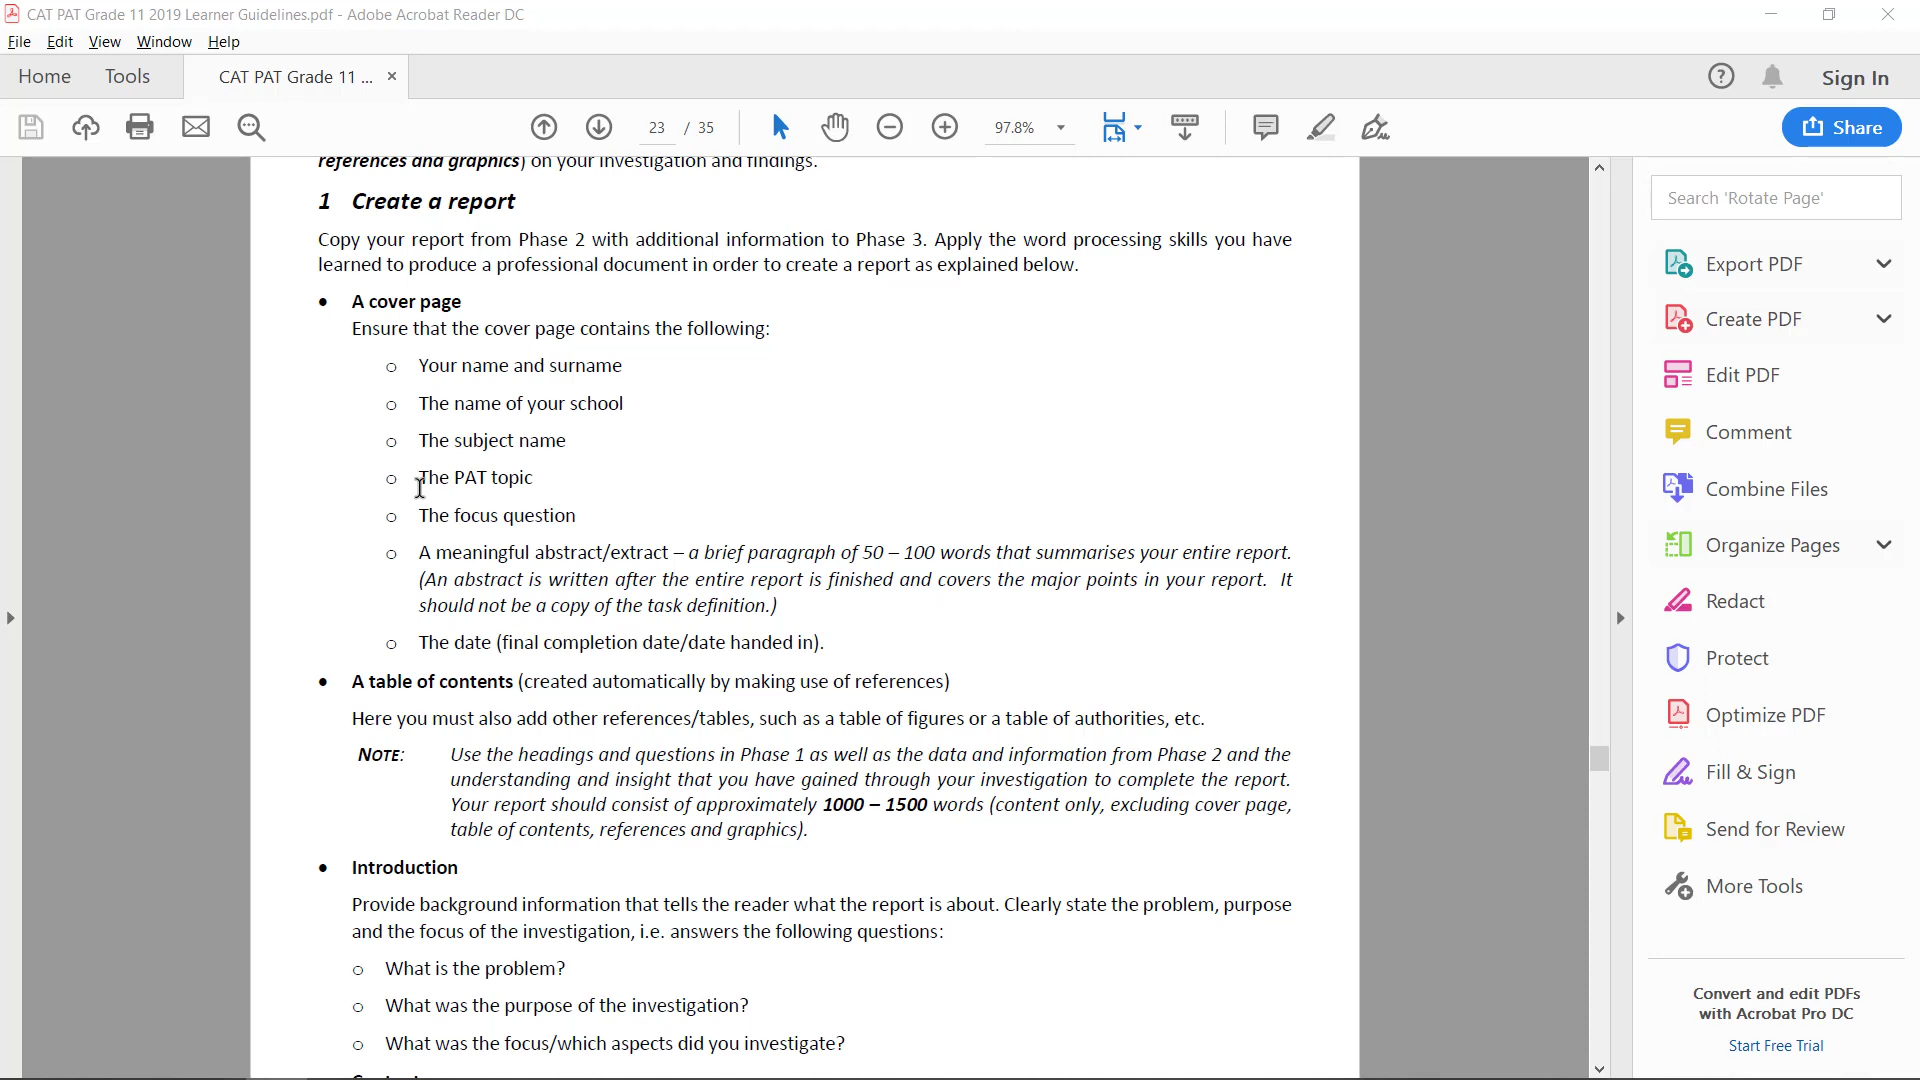 CAT PAT Grade 11 2019 Learner Guidelines.pdf - Adobe Acrobat Reader DC
File Edit View Window Help
Home Tools CAT PAT Grade 11 ... × Sign In
23 / 35 97.8% Share
references and graphics) on your investigation and findings.
1 Create a report
Copy your report from Phase 2 with additional information to Phase 3. Apply the word processing skills you have
learned to produce a professional document in order to create a report as explained below.
• A cover page
Ensure that the cover page contains the following:
o Your name and surname
o The name of your school
o The subject name
o The PAT topic
o The focus question
o A meaningful abstract/extract – a brief paragraph of 50 – 100 words that summarises your entire report.
(An abstract is written after the entire report is finished and covers the major points in your report. It
should not be a copy of the task definition.)
o The date (final completion date/date handed in).
• A table of contents (created automatically by making use of references)
Here you must also add other references/tables, such as a table of figures or a table of authorities, etc.
NOTE: Use the headings and questions in Phase 1 as well as the data and information from Phase 2 and the
understanding and insight that you have gained through your investigation to complete the report.
Your report should consist of approximately 1000 – 1500 words (content only, excluding cover page,
table of contents, references and graphics).
• Introduction
Provide background information that tells the reader what the report is about. Clearly state the problem, purpose
and the focus of the investigation, i.e. answers the following questions:
o What is the problem?
o What was the purpose of the investigation?
o What was the focus/which aspects did you investigate?
Search 'Rotate Page'
Export PDF
Create PDF
Edit PDF
Comment
Combine Files
Organize Pages
Redact
Protect
Optimize PDF
Fill & Sign
Send for Review
More Tools
Convert and edit PDFs
with Acrobat Pro DC
Start Free Trial